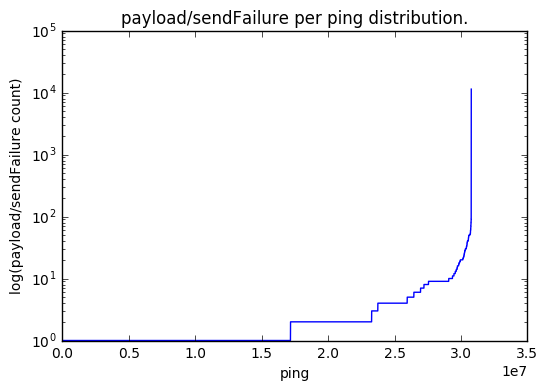 payload/sendFailure per ping distribution.
log(payload/sendFailure count)
10^5
10^4
10^3
10^2
10^1
10^0
0.0 0.5 1.0 1.5 2.0 2.5 3.0 3.5
1e7
ping